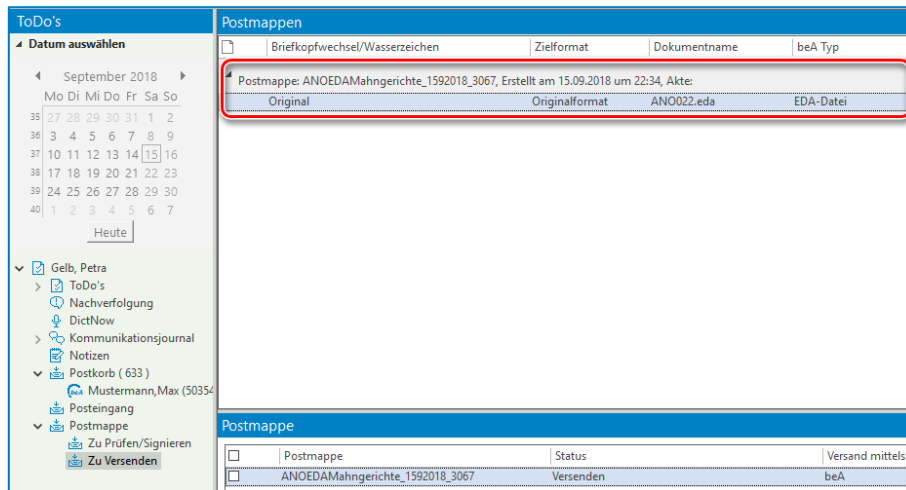 ToDo's
Datum auswählen
September 2018
Mo Di Mi Do Fr Sa So
35 27 28 29 30 31 1 2
36 3 4 5 6 7 8 9
37 10 11 12 13 14 15 16
38 17 18 19 20 21 22 23
39 24 25 26 27 28 29 30
40 1 2 3 4 5 6 7
Heute
Gelb, Petra
ToDo's
Nachverfolgung
DictNow
Kommunikationsjournal
Notizen
Postkorb ( 633 )
beA Mustermann,Max (50354
Posteingang
Postmappe
Zu Prüfen/Signieren
Zu Versenden
Postmappen
Briefkopfwechsel/Wasserzeichen Zielformat Dokumentname beA Typ
Postmappe: ANOEDAMahngerichte_1592018_3067, Erstellt am 15.09.2018 um 22:34, Akte:
Original Originalformat ANO022.eda EDA-Datei
Postmappe
Postmappe Status Versand mittels
ANOEDAMahngerichte_1592018_3067 Versenden beA